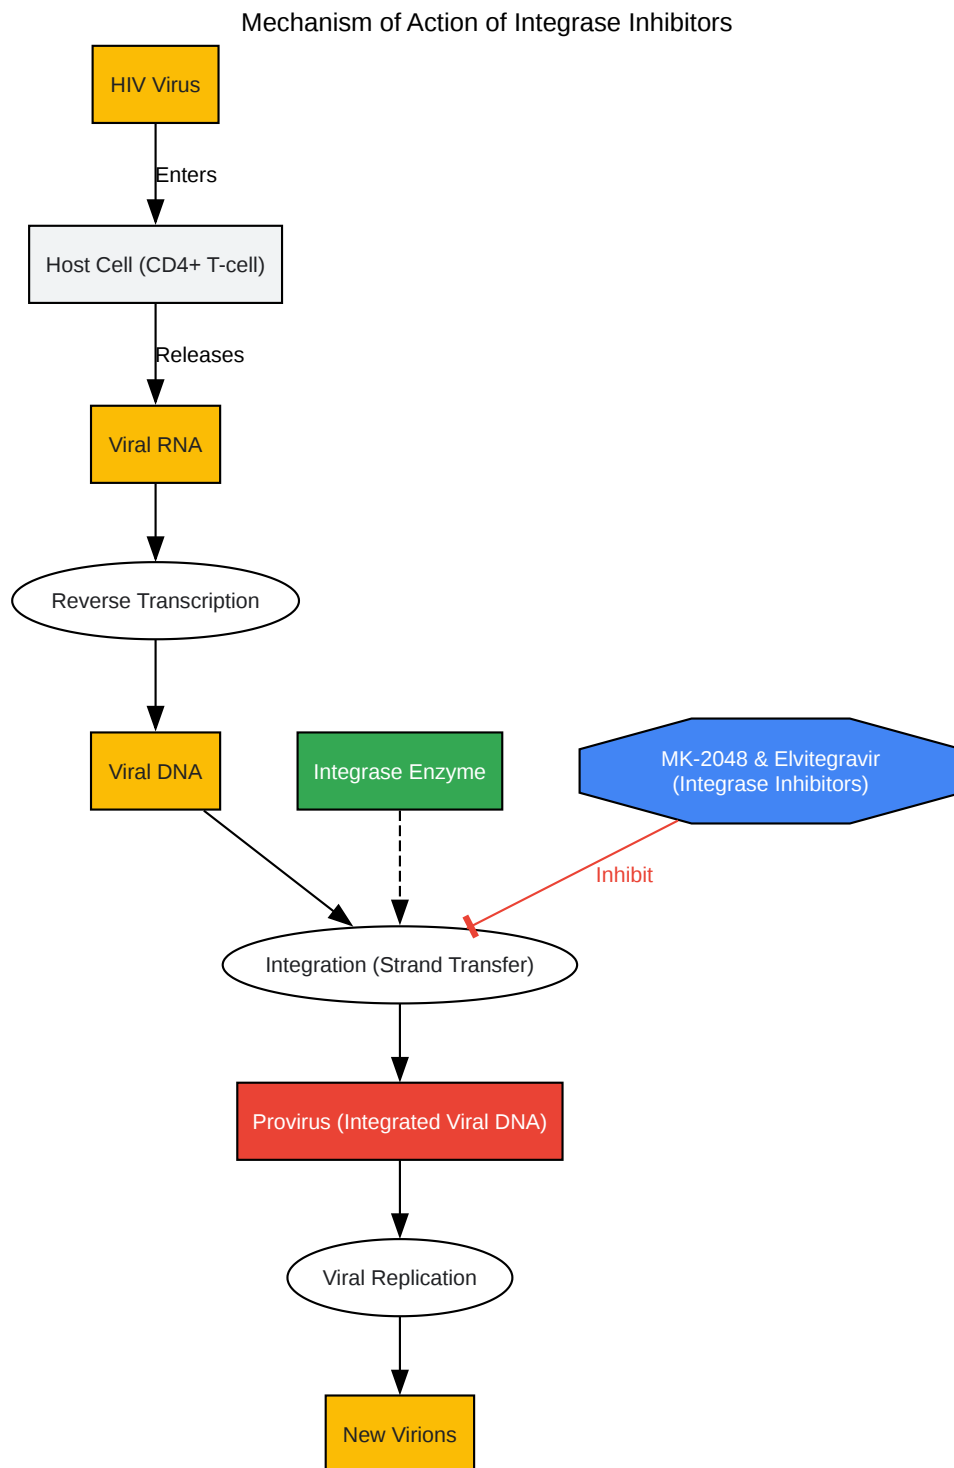 Mechanism of Action of Integrase Inhibitors
HIV Virus
Enters
Host Cell (CD4+ T-cell)
Releases
Viral RNA
Reverse Transcription
Viral DNA
Integrase Enzyme
MK-2048 & Elvitegravir
(Integrase Inhibitors)
Inhibit
Integration (Strand Transfer)
Provirus (Integrated Viral DNA)
Viral Replication
New Virions